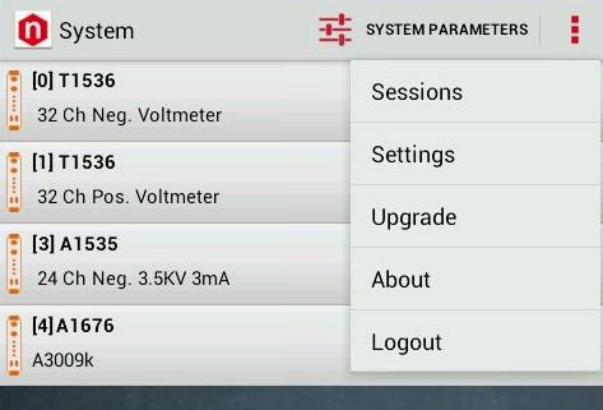 n System SYSTEM PARAMETERS
[0] T1536
32 Ch Neg. Voltmeter
[1] T1536
32 Ch Pos. Voltmeter
[3] A1535
24 Ch Neg. 3.5KV 3mA
[4]A1676
A3009k
Sessions
Settings
Upgrade
About
Logout